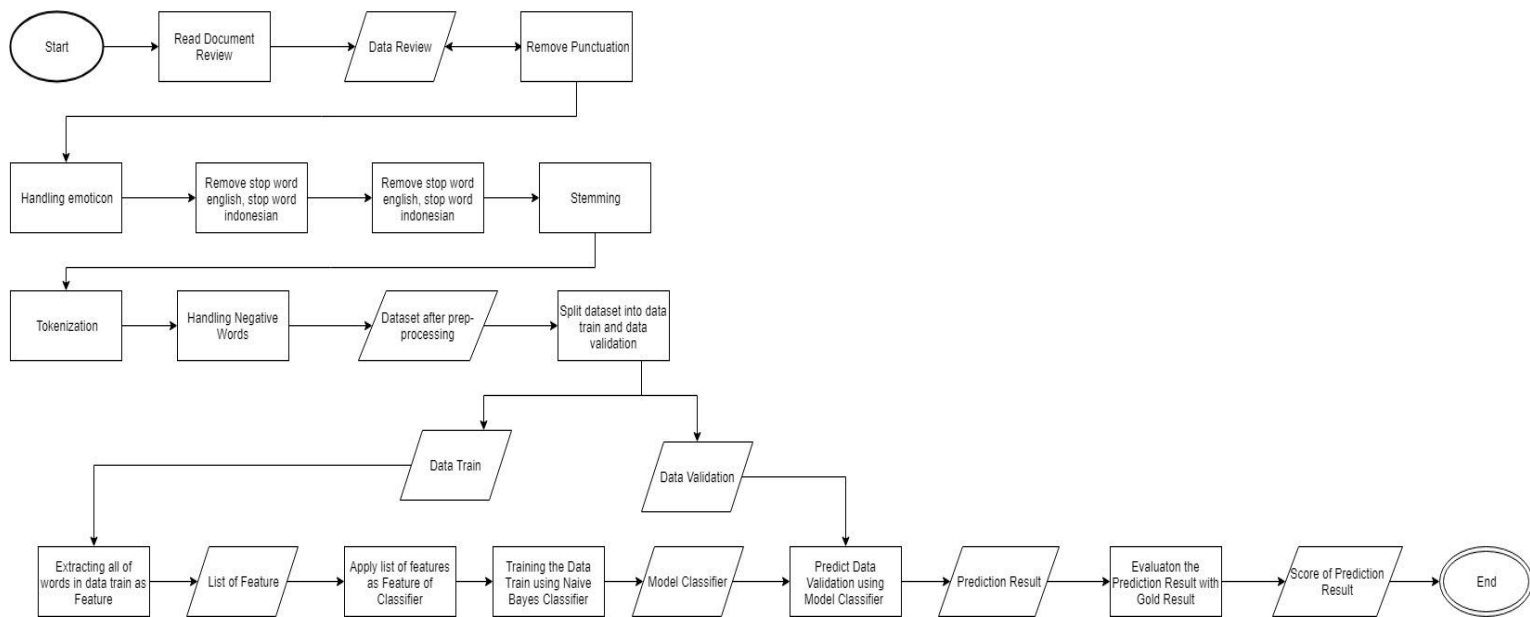 Start
Read Document
Review
Data Review
Remove Punctuation
Handling emoticon
Remove stop word
english, stop word
indonesian
Remove stop word
english, stop word
indonesian
Stemming
Tokenization
Handling Negative
Words
Dataset after prep-
processing
Split dataset into data
train and data
validation
Data Train
Data Validation
Extracting all of
words in data train as
Feature
List of Feature
Apply list of features
as Feature of
Classifier
Training the Data
Train using Naive
Bayes Classifier
Model Classifier
Predict Data
Validation using
Model Classifier
Prediction Result
Evaluaton the
Prediction Result with
Gold Result
Score of Prediction
Result
End